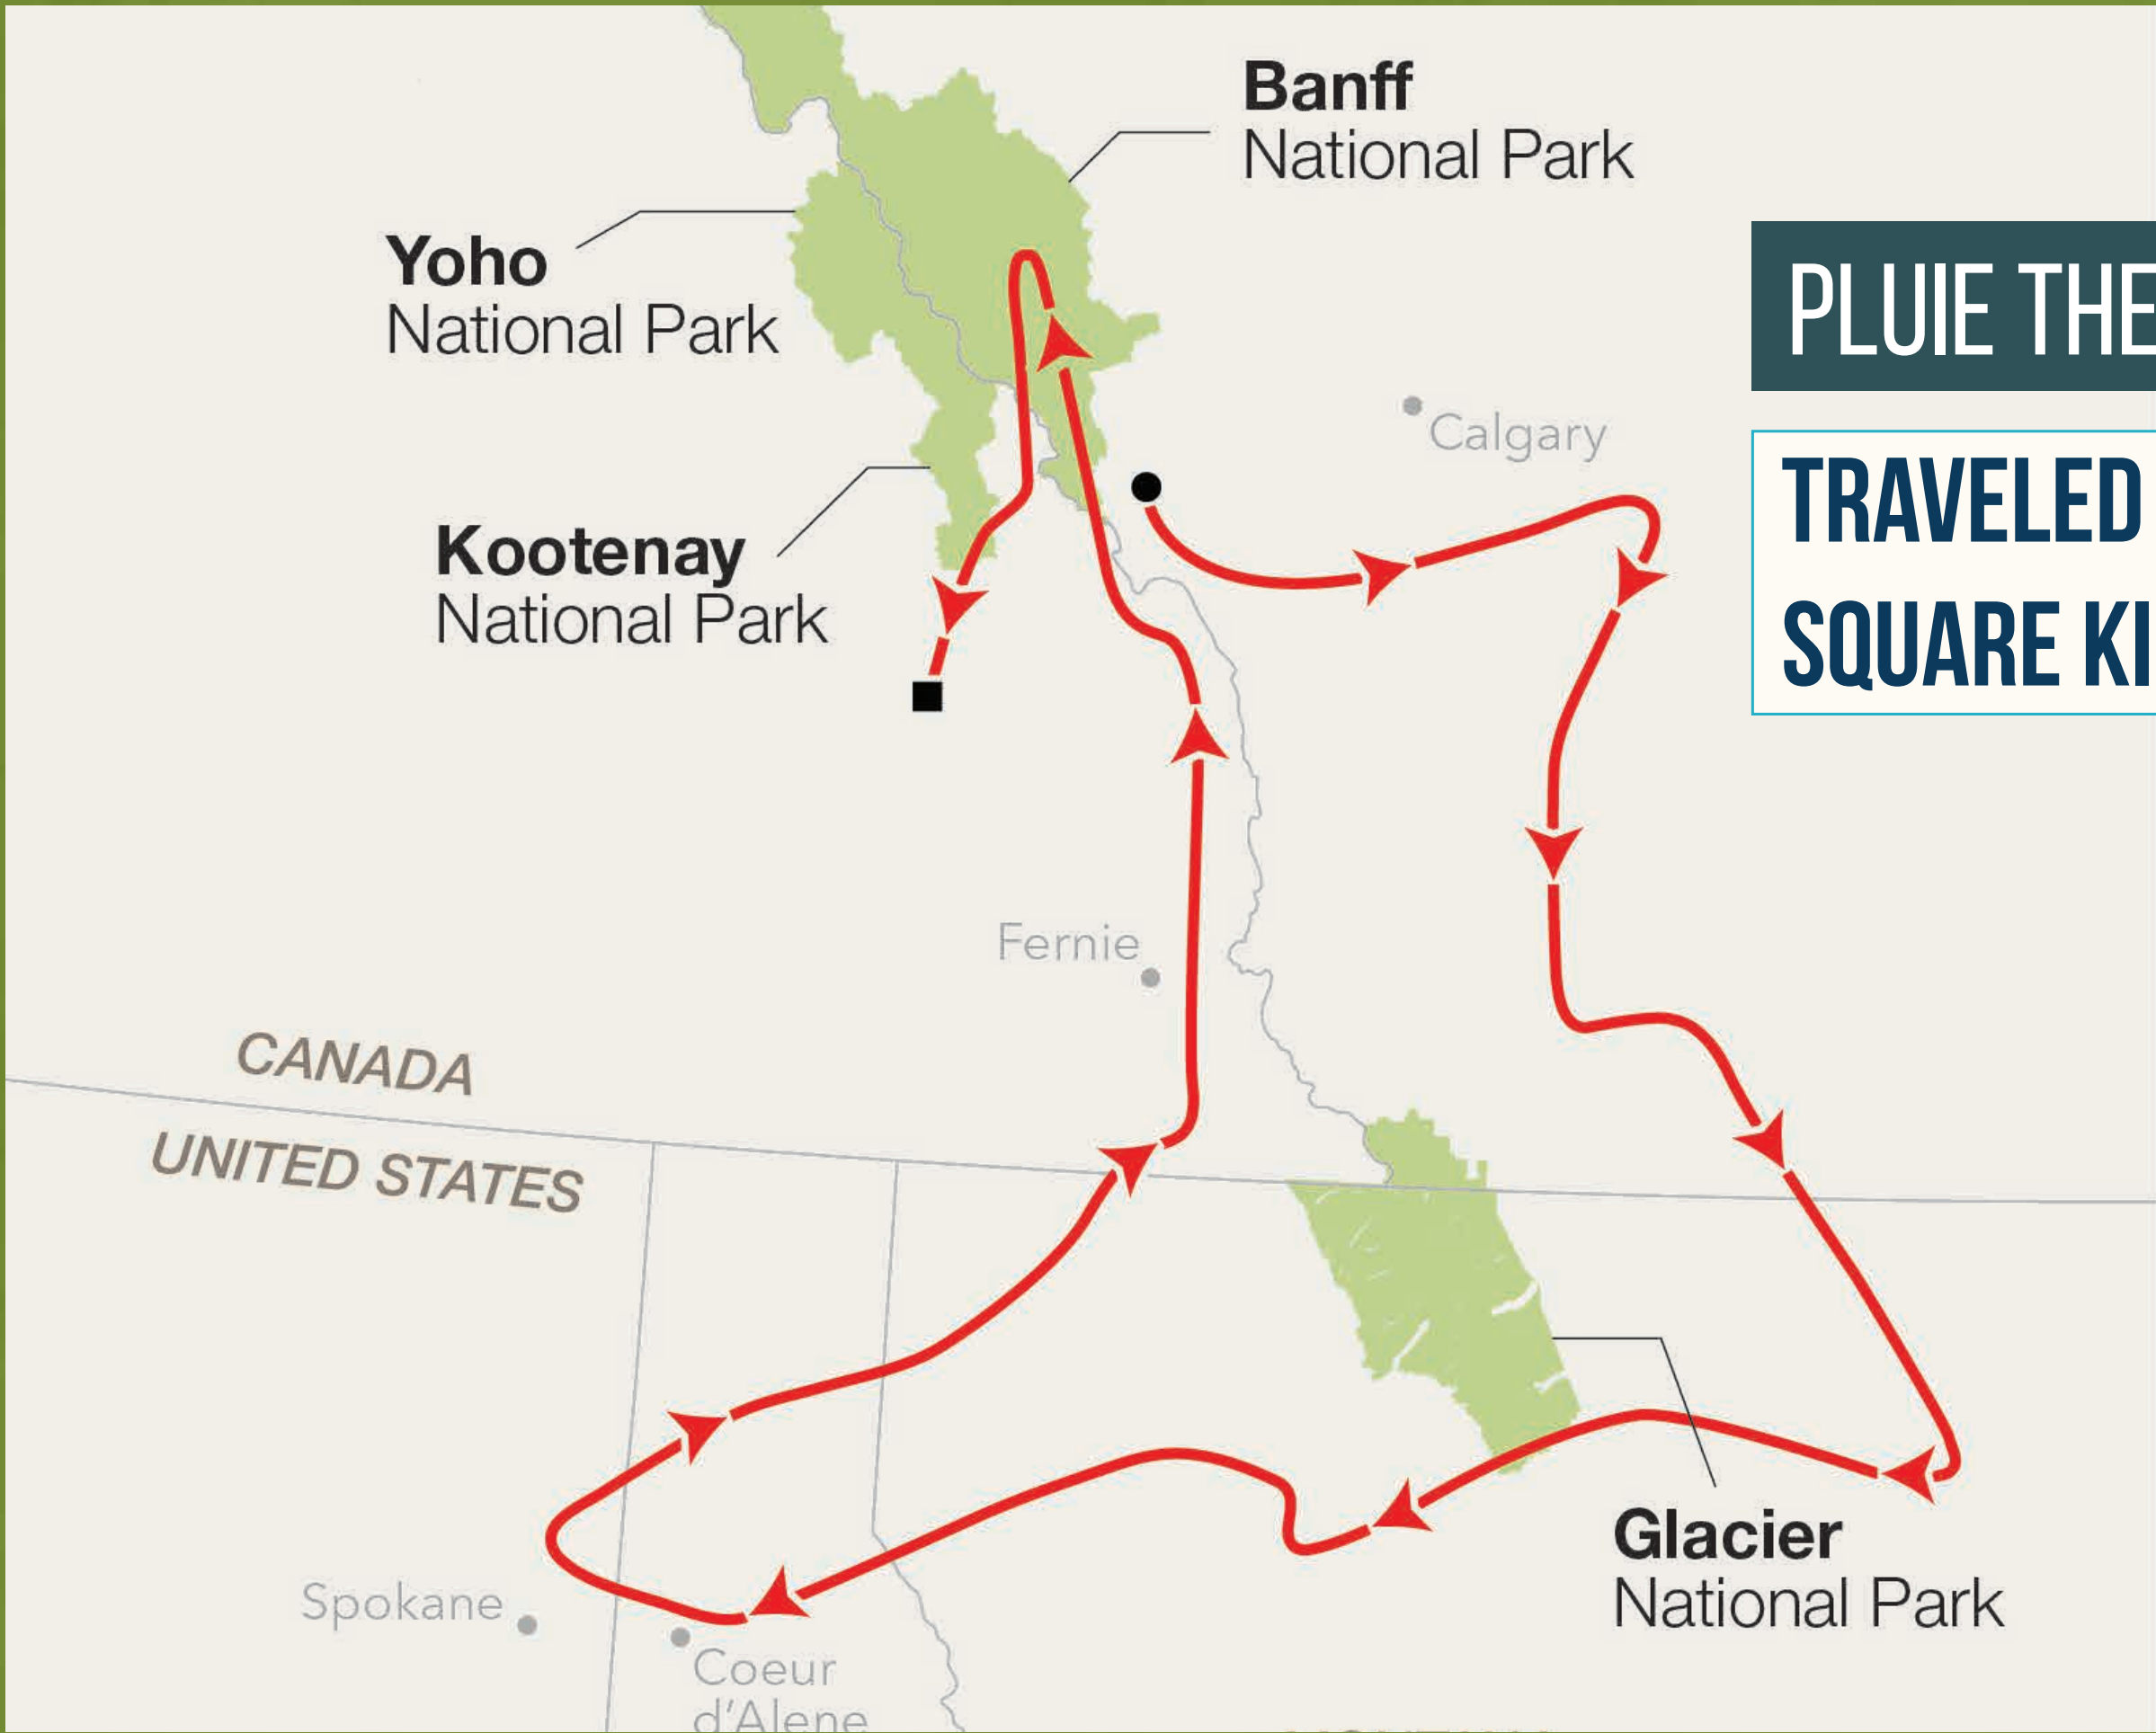 Banff
National Park
Yoho
National Park
PLUIE THE
Calgary
TRAVELED
SQUARE KI
Kootenay
National Park
Fernie
CANADA
UNITED STATES
Glacier
National Park
Spokane
Coeur
d'Alene